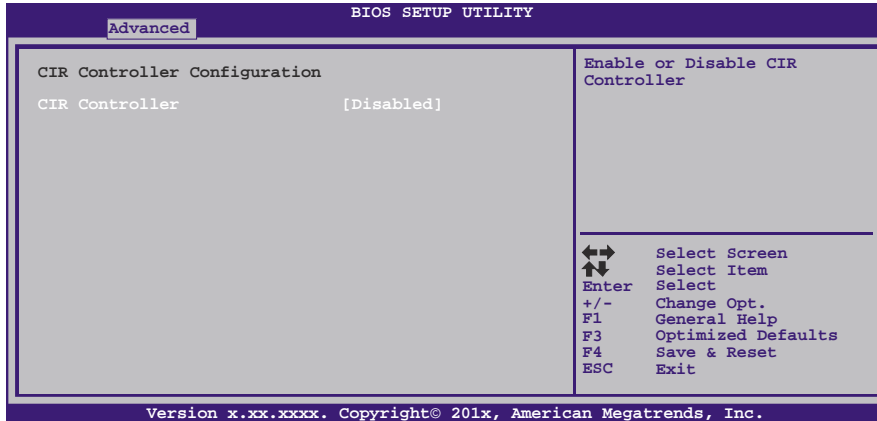 BIOS SETUP UTILITY
Advanced
CIR Controller Configuration
CIR Controller [Disabled]
Enable or Disable CIR
Controller
Select Screen
Select Item
Enter Select
+/- Change Opt.
F1 General Help
F3 Optimized Defaults
F4 Save & Reset
ESC Exit
Version x.xx.xxxx. Copyright© 201x, American Megatrends, Inc.